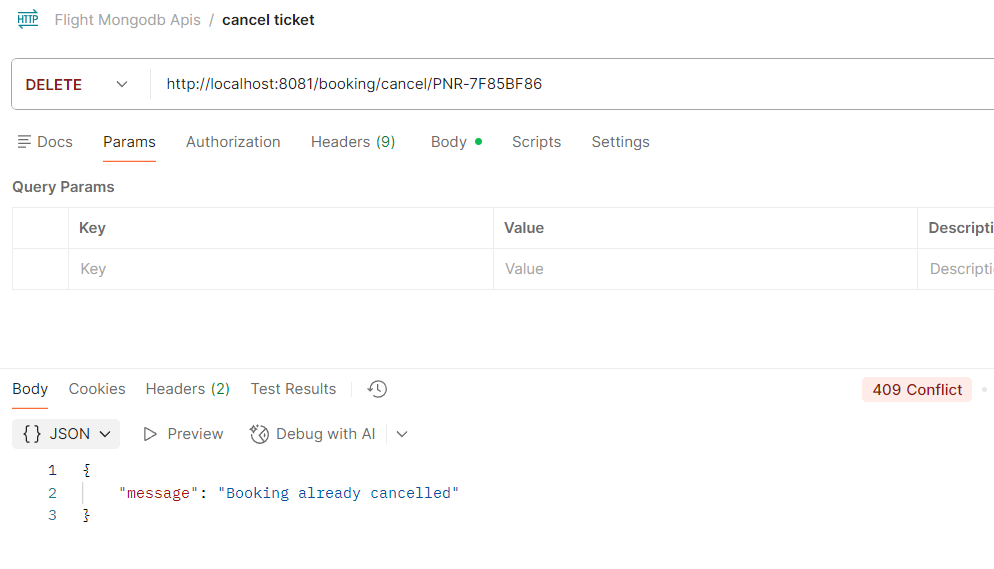 HTTP Flight Mongodb Apis / cancel ticket
DELETE http://localhost:8081/booking/cancel/PNR-7F85BF86
Docs Params Authorization Headers (9) Body Scripts Settings
Query Params
Key Value Descripti
Key Value Descripti
Body Cookies Headers (2) Test Results 409 Conflict
{} JSON Preview Debug with AI
1 {
2 "message": "Booking already cancelled"
3 }